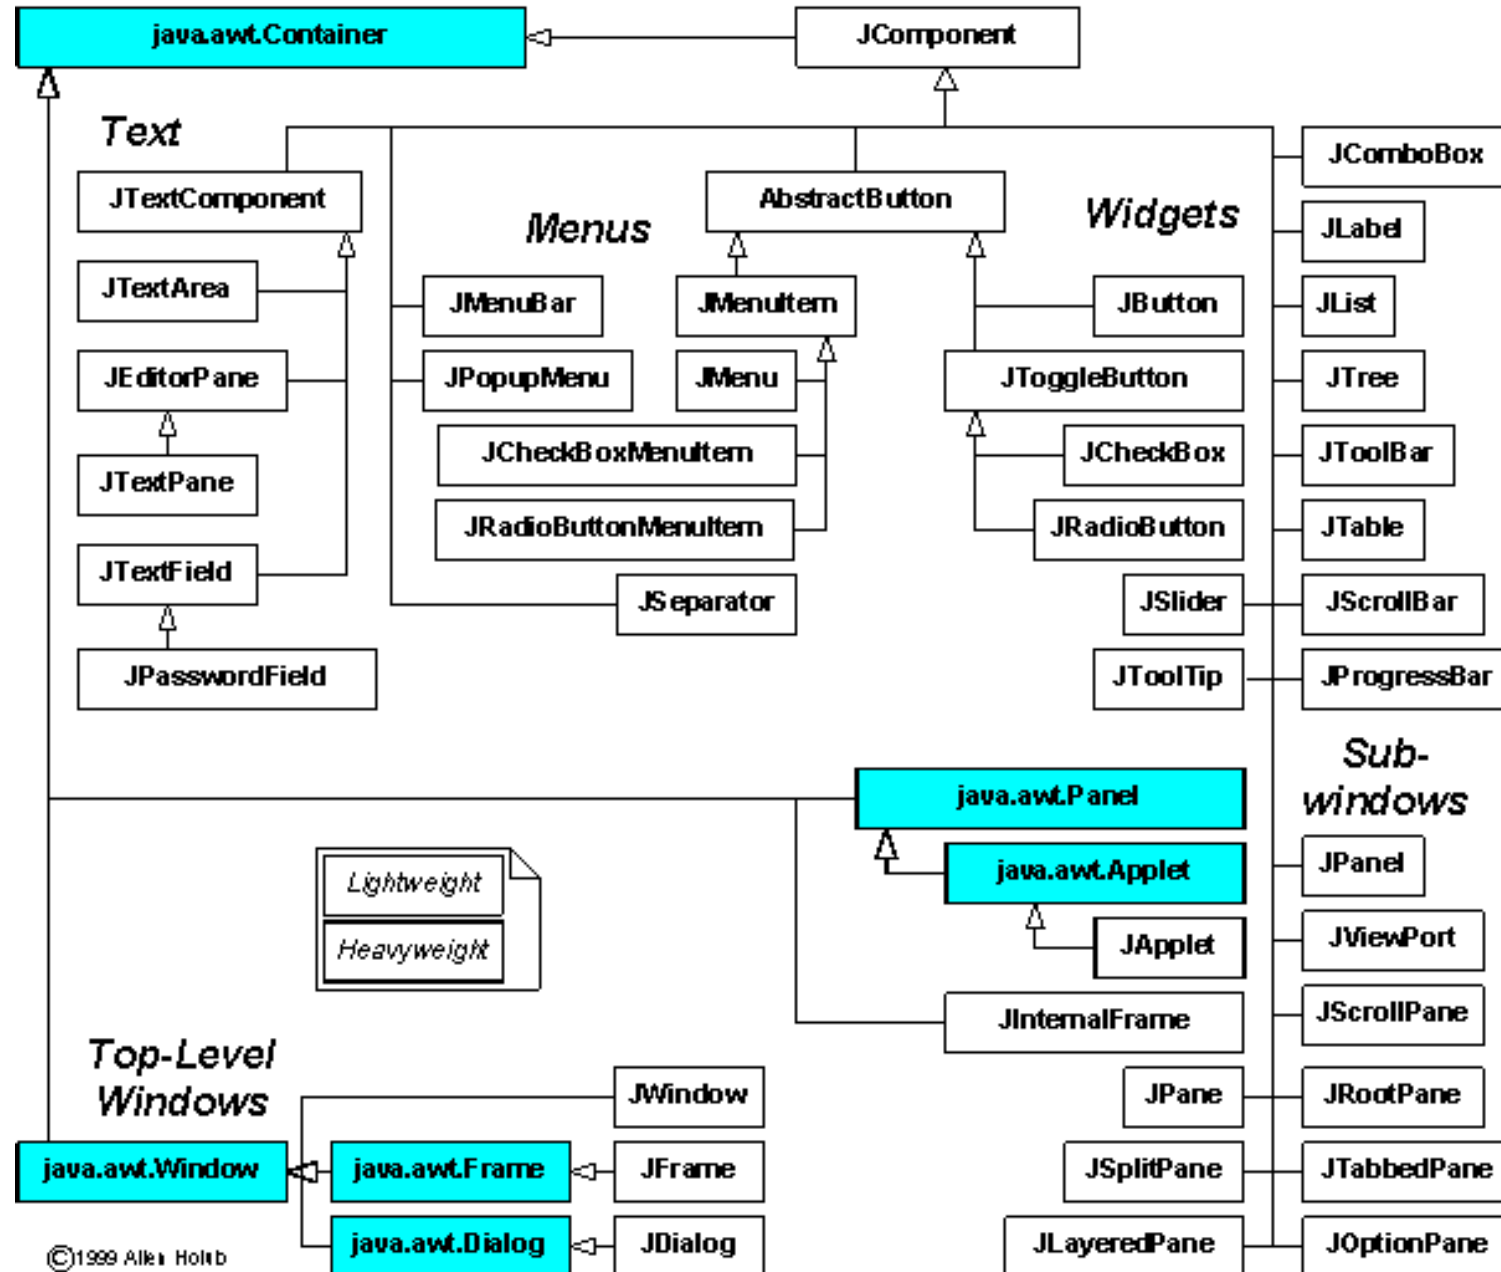 java.awt.Container
JComponent
Text
JComboBox
JTextComponent
AbstractButton
Menus
Widgets
JLabel
JTextArea
JMenuBar
JMenuItem
JButton
JList
JEditorPane
JPopupMenu
JMenu
JToggleButton
JTree
JCheckBoxMenuItem
JCheckBox
JToolBar
JTextPane
JRadioButtonMenuItem
JRadioButton
JTable
JTextField
JSeparator
JSlider
JScrollBar
JPasswordField
JToolTip
JProgressBar
Sub-
windows
java.awt.Panel
JPanel
Lightweight
Heavyweight
java.awt.Applet
JApplet
JViewPort
JInternalFrame
JScrollPane
Top-Level
Windows
JWindow
JPane
JRootPane
java.awt.Window
java.awt.Frame
JFrame
JSplitPane
JTabbedPane
java.awt.Dialog
JDialog
JLayeredPane
JOptionPane
©1999 Allen Holub